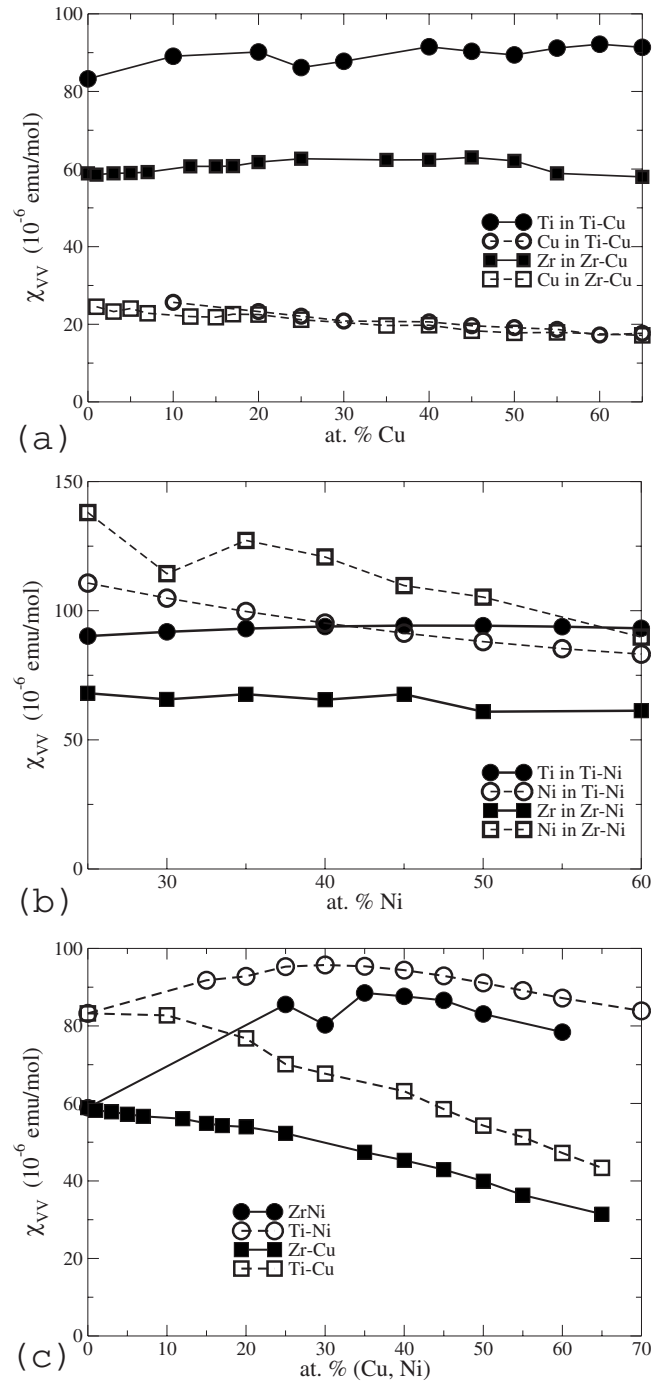 100
80
60
40
20
0
χVV (10-6 emu/mol)
Ti in Ti-Cu
Cu in Ti-Cu
Zr in Zr-Cu
Cu in Zr-Cu
0 10 20 30 40 50 60
at. % Cu
(a)
150
100
50
0
χVV (10-6 emu/mol)
Ti in Ti-Ni
Ni in Ti-Ni
Zr in Zr-Ni
Ni in Zr-Ni
30 40 50 60
at. % Ni
(b)
100
80
60
40
20
0
χVV (10-6 emu/mol)
ZrNi
Ti-Ni
Zr-Cu
Ti-Cu
0 10 20 30 40 50 60 70
at. % (Cu, Ni)
(c)